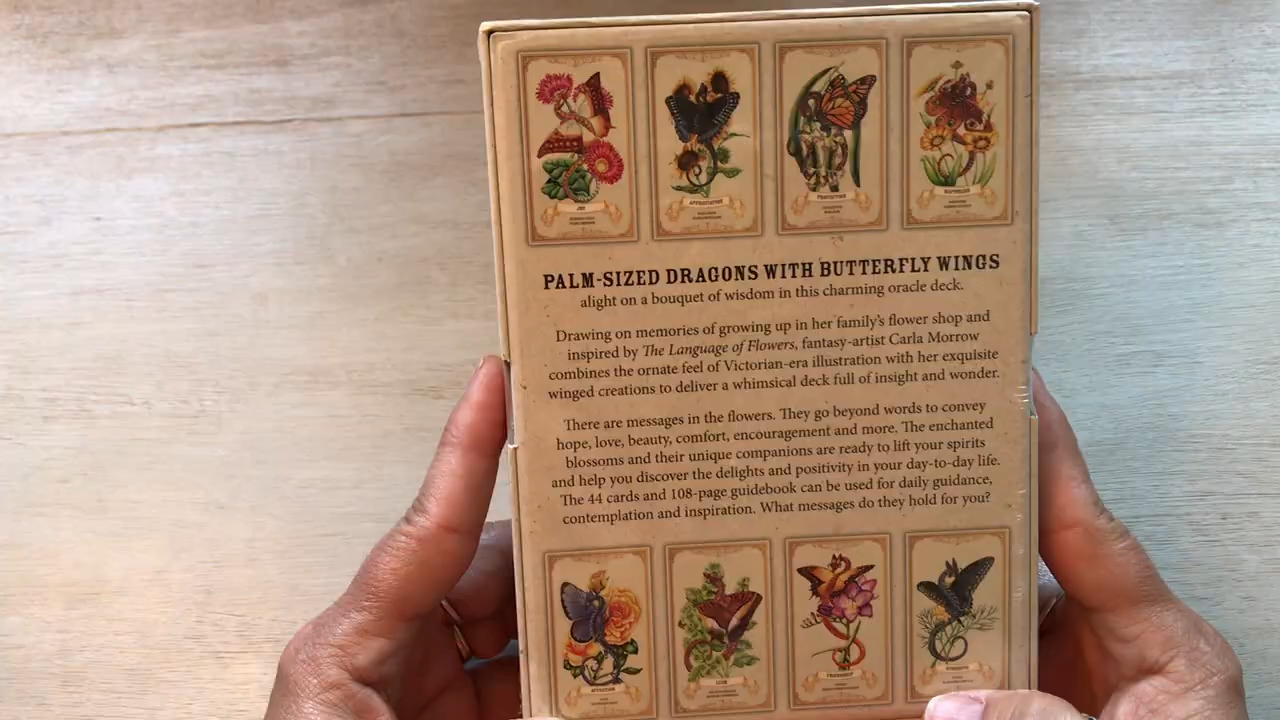 JOY
APPRECIATION
PROTECTION
PALM-SIZED DRAGONS WITH BUTTERFLY WINGS
alight on a bouquet of wisdom in this charming oracle deck.
Drawing on memories of growing up in her family's flower shop and
inspired by The Language of Flowers, fantasy-artist Carla Morrow
combines the ornate feel of Victorian-era illustration with her exquisite
winged creations to deliver a whimsical deck full of insight and wonder.
There are messages in the flowers. They go beyond words to convey
hope, love, beauty, comfort, encouragement and more. The enchanted
blossoms and their unique companions are ready to lift your spirits
and help you discover the delights and positivity in your day-to-day life.
The 44 cards and 108-page guidebook can be used for daily guidance,
contemplation and inspiration. What messages do they hold for you?
AFFECTION
LUCK
FRIENDSHIP